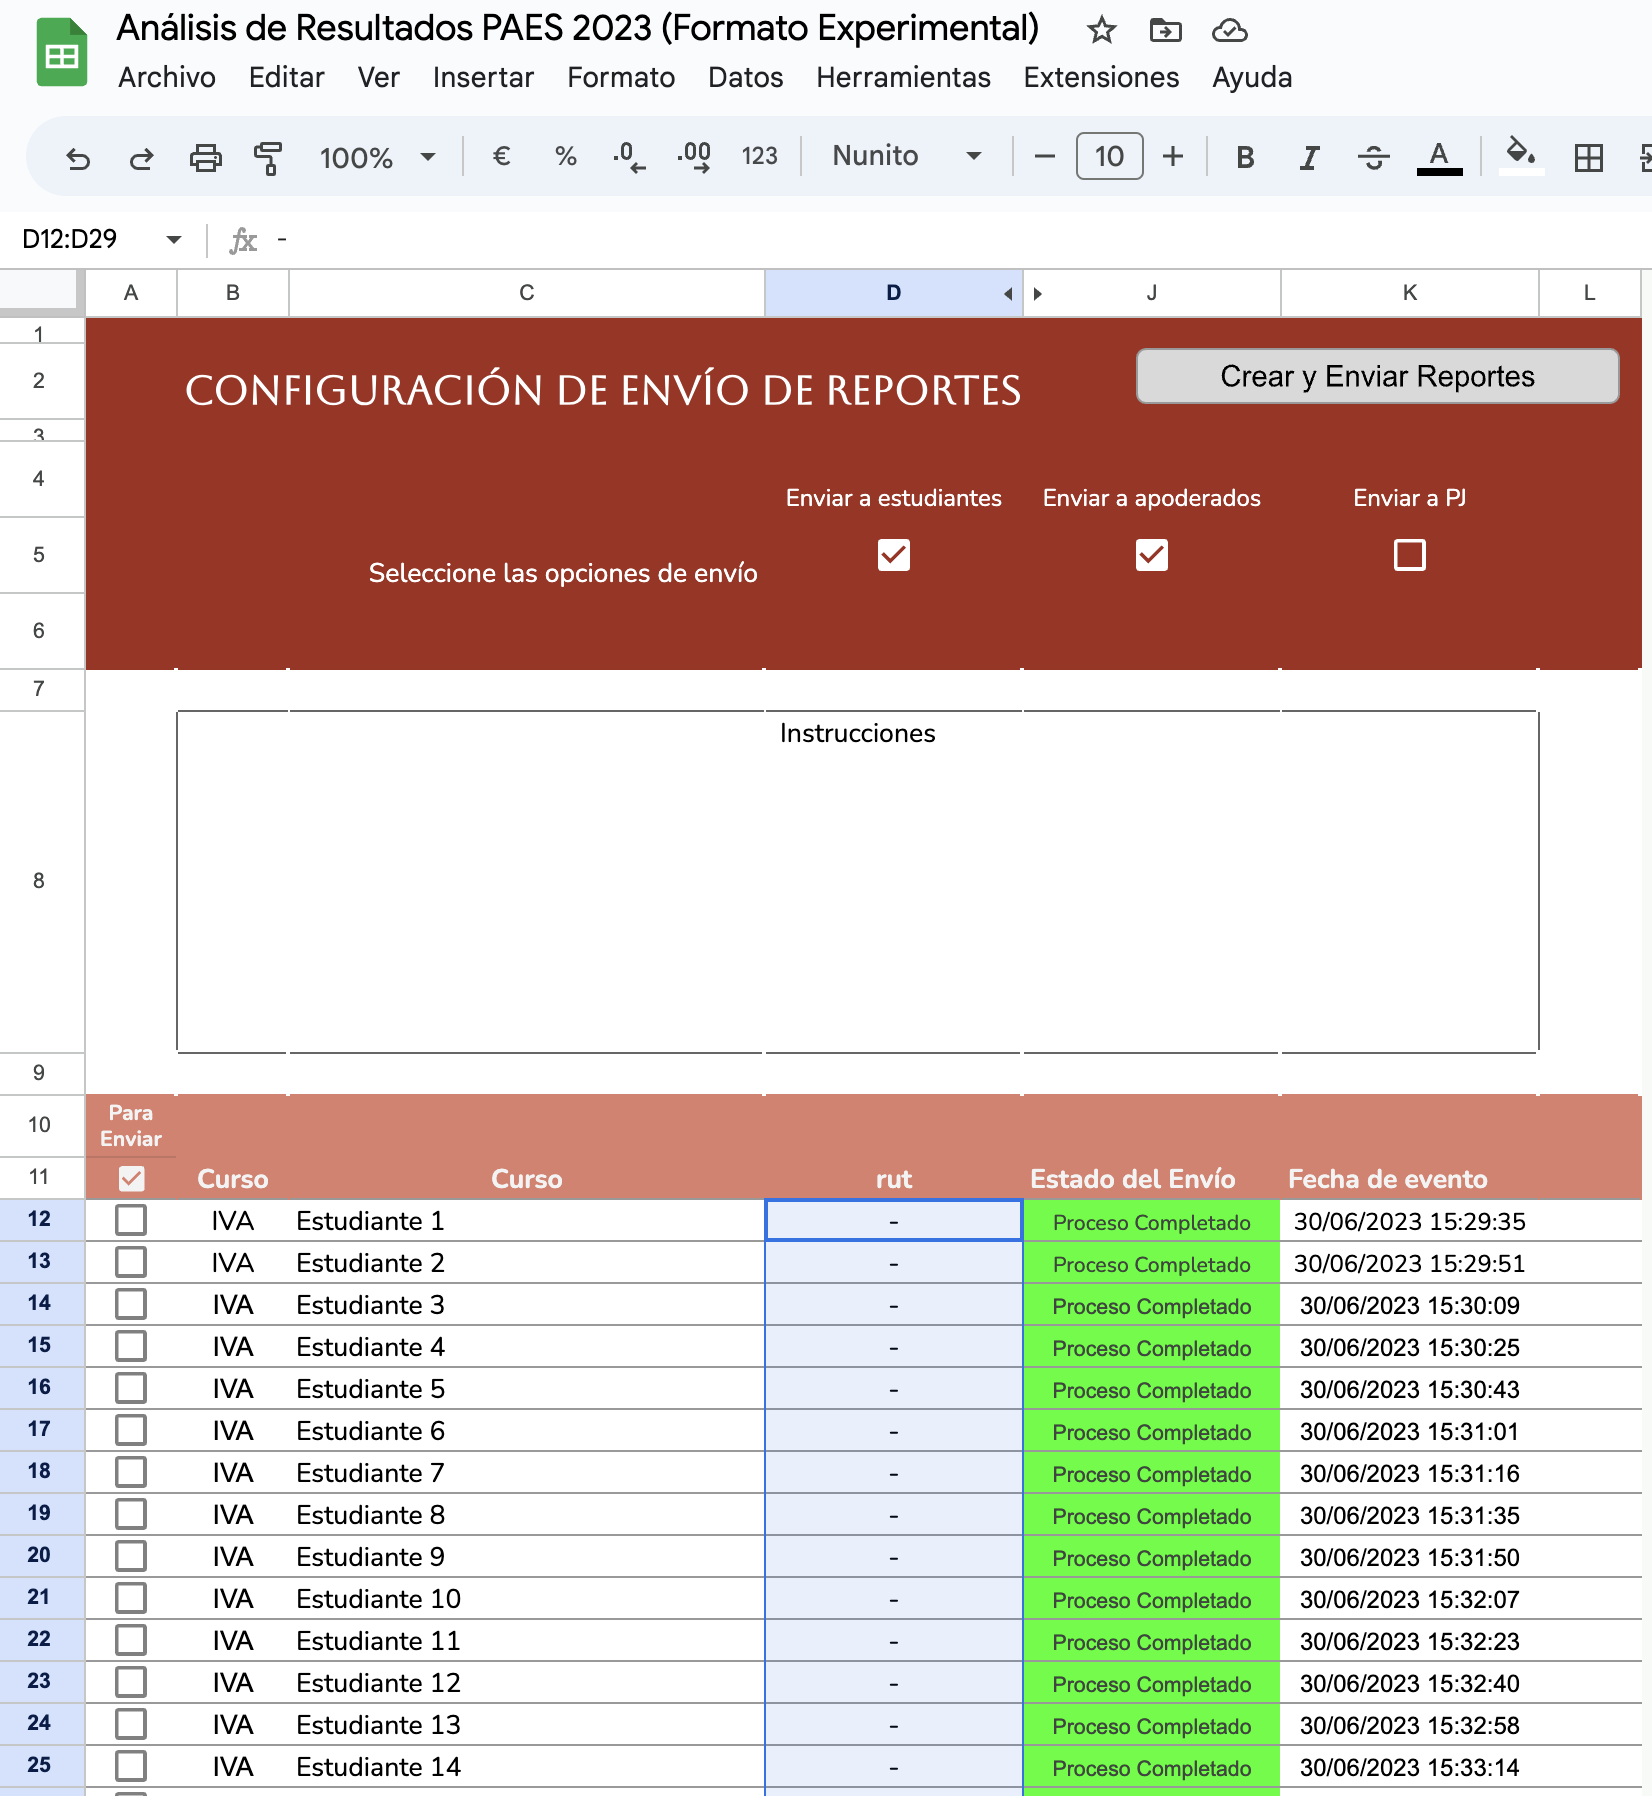 Análisis de Resultados PAES 2023 (Formato Experimental)
Archivo Editar Ver Insertar Formato Datos Herramientas Extensiones Ayuda
100% € % .0 .00 123 Nunito 10 B I A
D12:D29 fx -
A B C D J K L
1
2 CONFIGURACIÓN DE ENVÍO DE REPORTES Crear y Enviar Reportes
3
4 Enviar a estudiantes Enviar a apoderados Enviar a PJ
5 Seleccione las opciones de envío
6
7
8 Instrucciones
9
10 Para Enviar
11 Curso Curso rut Estado del Envío Fecha de evento
12 IVA Estudiante 1 - Proceso Completado 30/06/2023 15:29:35
13 IVA Estudiante 2 - Proceso Completado 30/06/2023 15:29:51
14 IVA Estudiante 3 - Proceso Completado 30/06/2023 15:30:09
15 IVA Estudiante 4 - Proceso Completado 30/06/2023 15:30:25
16 IVA Estudiante 5 - Proceso Completado 30/06/2023 15:30:43
17 IVA Estudiante 6 - Proceso Completado 30/06/2023 15:31:01
18 IVA Estudiante 7 - Proceso Completado 30/06/2023 15:31:16
19 IVA Estudiante 8 - Proceso Completado 30/06/2023 15:31:35
20 IVA Estudiante 9 - Proceso Completado 30/06/2023 15:31:50
21 IVA Estudiante 10 - Proceso Completado 30/06/2023 15:32:07
22 IVA Estudiante 11 - Proceso Completado 30/06/2023 15:32:23
23 IVA Estudiante 12 - Proceso Completado 30/06/2023 15:32:40
24 IVA Estudiante 13 - Proceso Completado 30/06/2023 15:32:58
25 IVA Estudiante 14 - Proceso Completado 30/06/2023 15:33:14